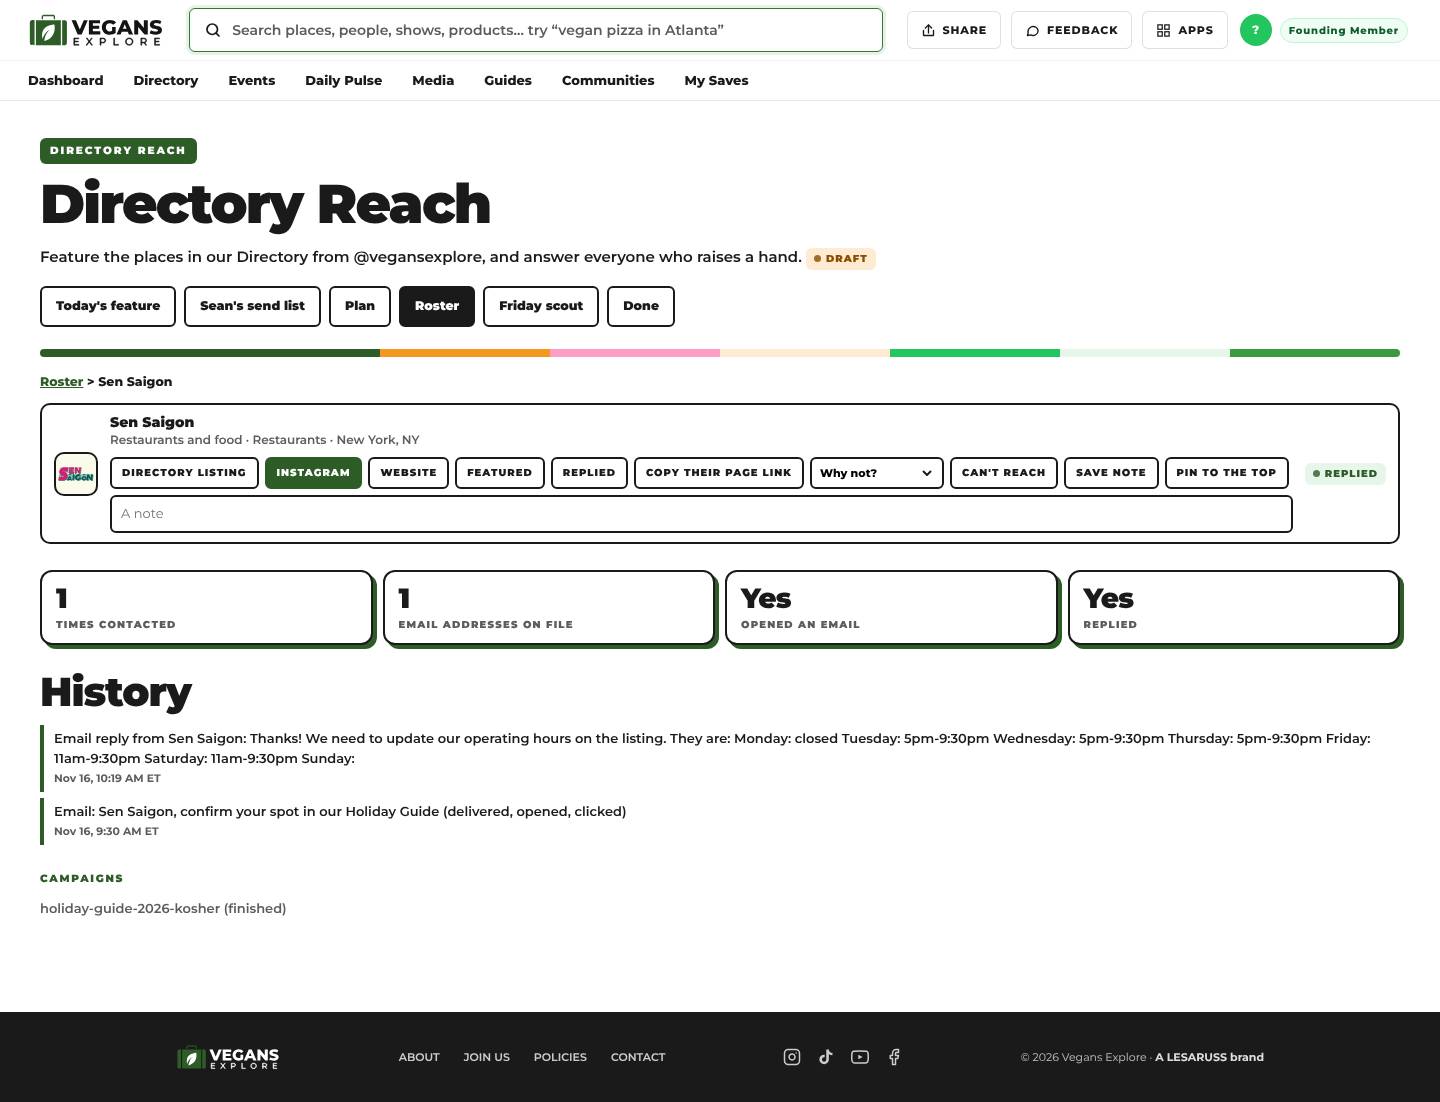 VEGANS
EXPLORE
Search places, people, shows, products... try “vegan pizza in Atlanta”
SHARE
FEEDBACK
APPS
?
Founding Member
Dashboard
Directory
Events
Daily Pulse
Media
Guides
Communities
My Saves
DIRECTORY REACH
Directory Reach
Feature the places in our Directory from @vegansexplore, and answer everyone who raises a hand. DRAFT
Today's feature
Sean's send list
Plan
Roster
Friday scout
Done
Roster > Sen Saigon
Sen Saigon
Restaurants and food · Restaurants · New York, NY
SEN SAIGON
DIRECTORY LISTING
INSTAGRAM
WEBSITE
FEATURED
REPLIED
COPY THEIR PAGE LINK
Why not?
CAN'T REACH
SAVE NOTE
PIN TO THE TOP
REPLIED
A note
1
TIMES CONTACTED
1
EMAIL ADDRESSES ON FILE
Yes
OPENED AN EMAIL
Yes
REPLIED
History
Email reply from Sen Saigon: Thanks! We need to update our operating hours on the listing. They are: Monday: closed Tuesday: 5pm-9:30pm Wednesday: 5pm-9:30pm Thursday: 5pm-9:30pm Friday:
11am-9:30pm Saturday: 11am-9:30pm Sunday:
Nov 16, 10:19 AM ET
Email: Sen Saigon, confirm your spot in our Holiday Guide (delivered, opened, clicked)
Nov 16, 9:30 AM ET
CAMPAIGNS
holiday-guide-2026-kosher (finished)
VEGANS
EXPLORE
ABOUT
JOIN US
POLICIES
CONTACT
© 2026 Vegans Explore · A LESARUSS brand